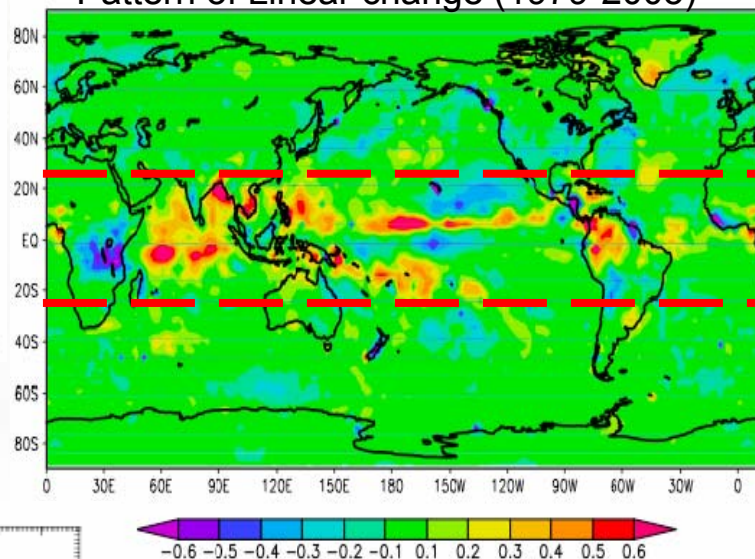 Pattern of Linear change (1979-2005)
80N
60N
40N
20N
EQ
20S
40S
60S
80S
0 30E 60E 90E 120E 150E 180 150W 120W 90W 60W 30W 0
-0.6 -0.5 -0.4 -0.3 -0.2 -0.1 0.1 0.2 0.3 0.4 0.5 0.6